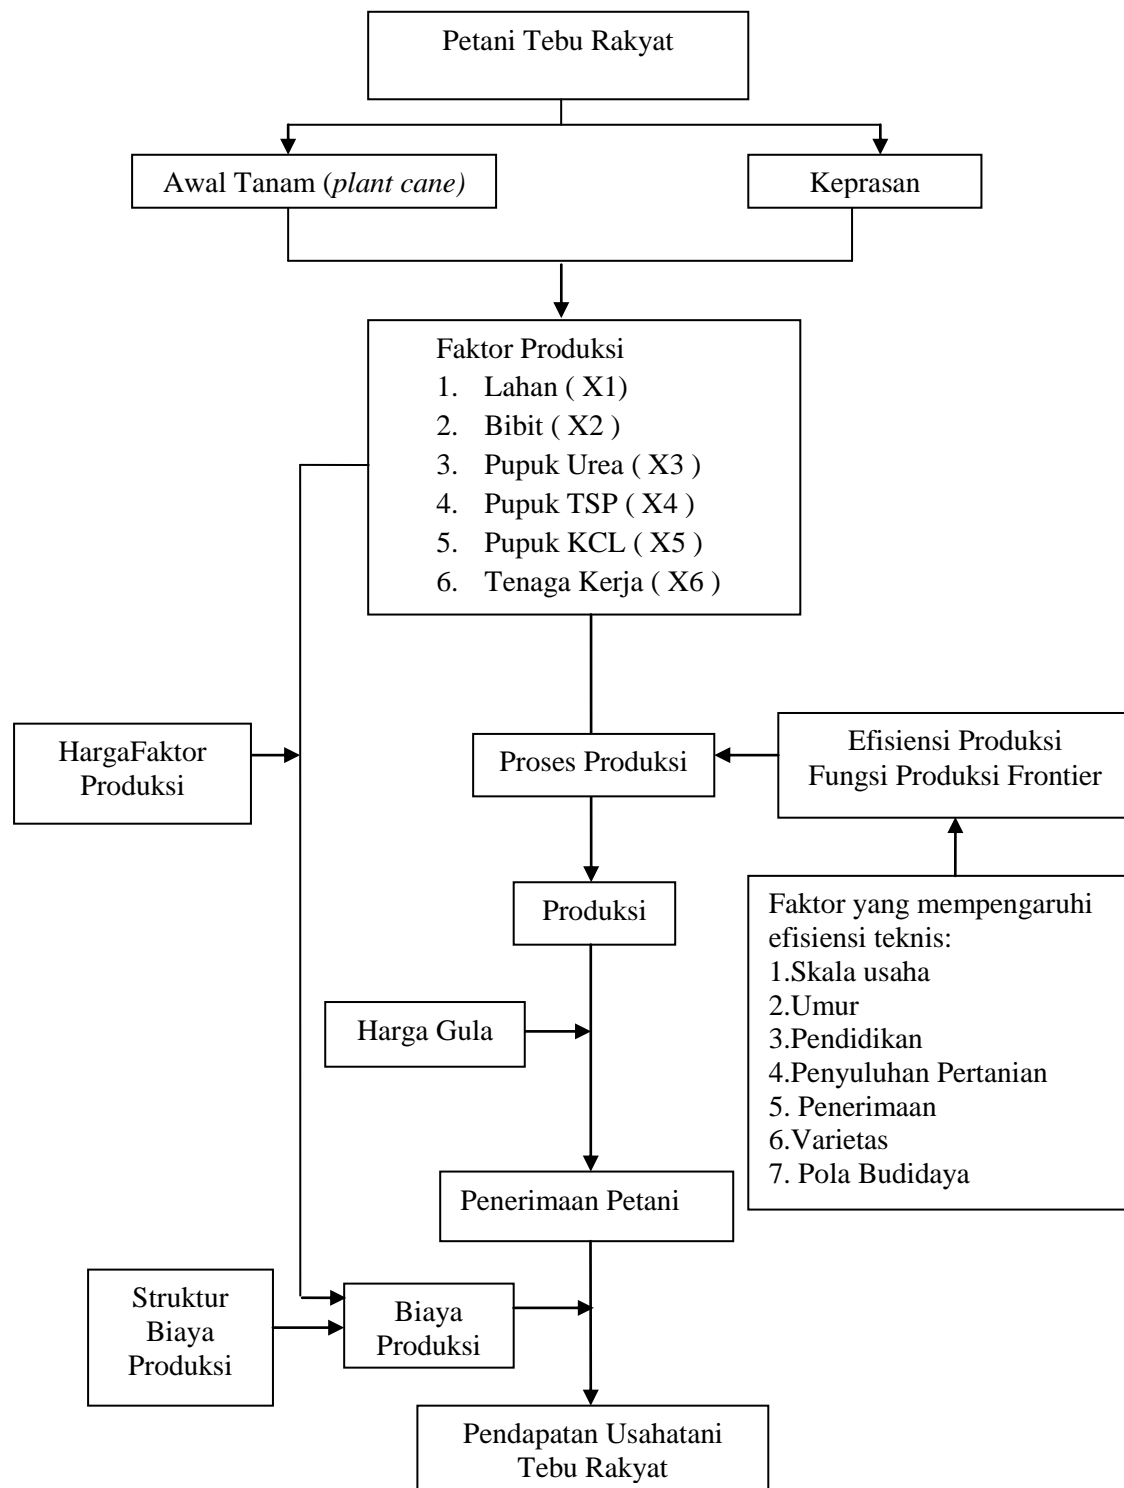 Petani Tebu Rakyat
Awal Tanam (plant cane)
Keprasan
Faktor Produksi
1. Lahan ( X1)
2. Bibit ( X2 )
3. Pupuk Urea ( X3 )
4. Pupuk TSP ( X4 )
5. Pupuk KCL ( X5 )
6. Tenaga Kerja ( X6 )
HargaFaktor
Produksi
Proses Produksi
Efisiensi Produksi
Fungsi Produksi Frontier
Produksi
Faktor yang mempengaruhi
efisiensi teknis:
1.Skala usaha
2.Umur
3.Pendidikan
4.Penyuluhan Pertanian
5. Penerimaan
6.Varietas
7. Pola Budidaya
Harga Gula
Penerimaan Petani
Struktur
Biaya
Produksi
Biaya
Produksi
Pendapatan Usahatani
Tebu Rakyat